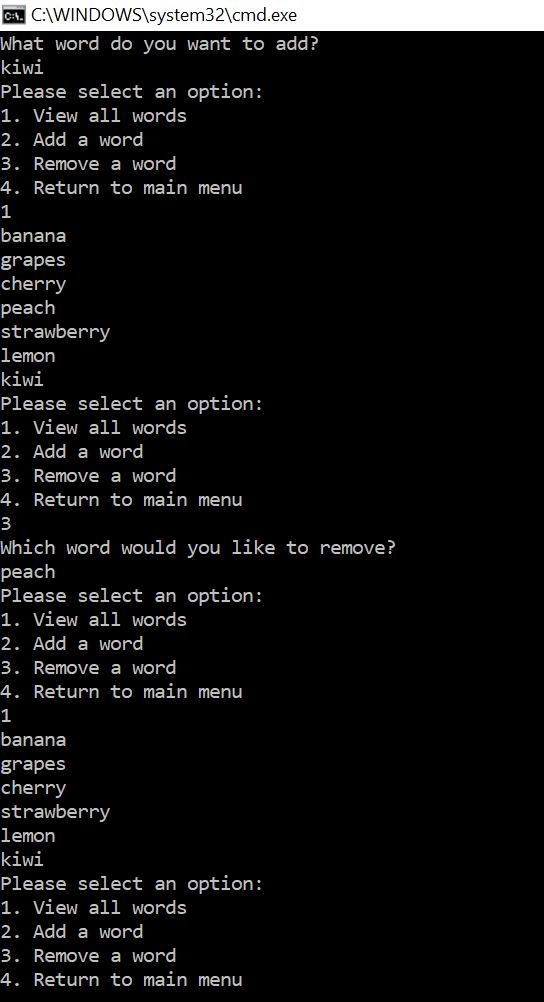 C:\WINDOWS\system32\cmd.exe
What word do you want to add?
kiwi
Please select an option:
1. View all words
2. Add a word
3. Remove a word
4. Return to main menu
1
banana
grapes
cherry
peach
strawberry
lemon
kiwi
Please select an option:
1. View all words
2. Add a word
3. Remove a word
4. Return to main menu
3
Which word would you like to remove?
peach
Please select an option:
1. View all words
2. Add a word
3. Remove a word
4. Return to main menu
1
banana
grapes
cherry
strawberry
lemon
kiwi
Please select an option:
1. View all words
2. Add a word
3. Remove a word
4. Return to main menu